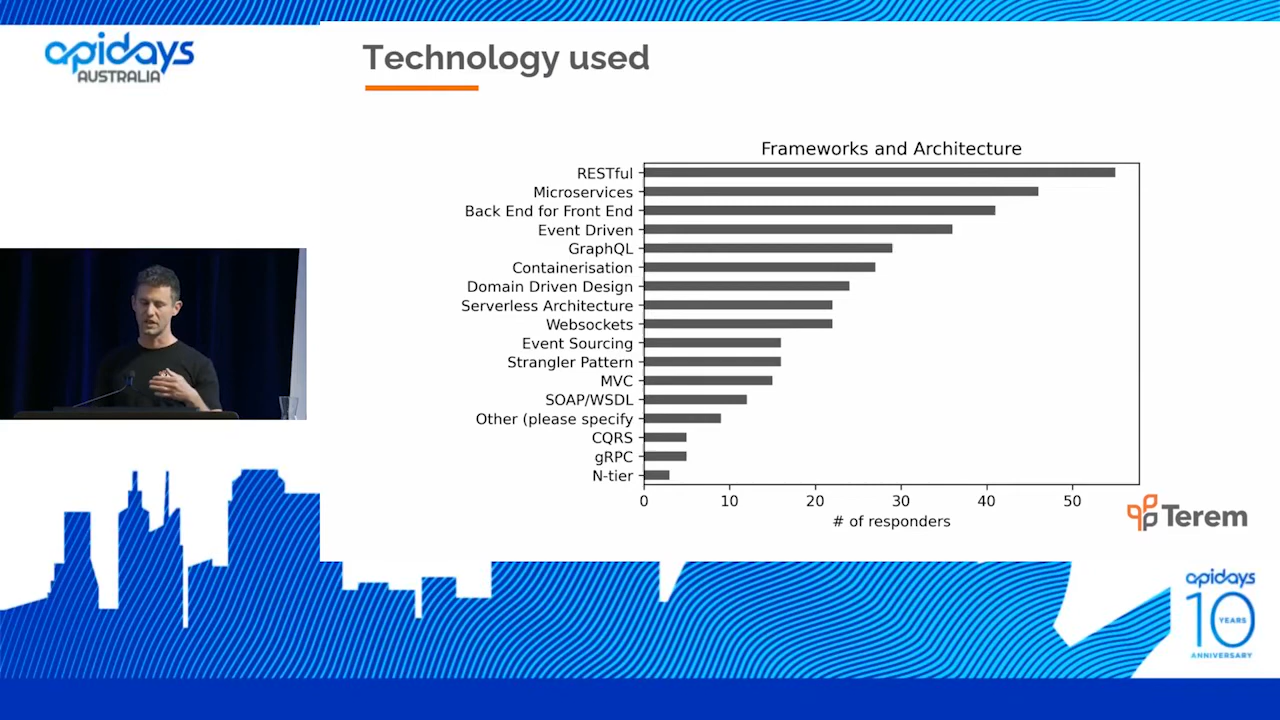 apidays
AUSTRALIA
Technology used
Frameworks and Architecture
RESTful
Microservices
Back End for Front End
Event Driven
GraphQL
Containerisation
Domain Driven Design
Serverless Architecture
Websockets
Event Sourcing
Strangler Pattern
MVC
SOAP/WSDL
Other (please specify
CQRS
gRPC
N-tier
0 10 20 30 40 50
# of responders
Terem
apidays
10
YEARS
ANNIVERSARY